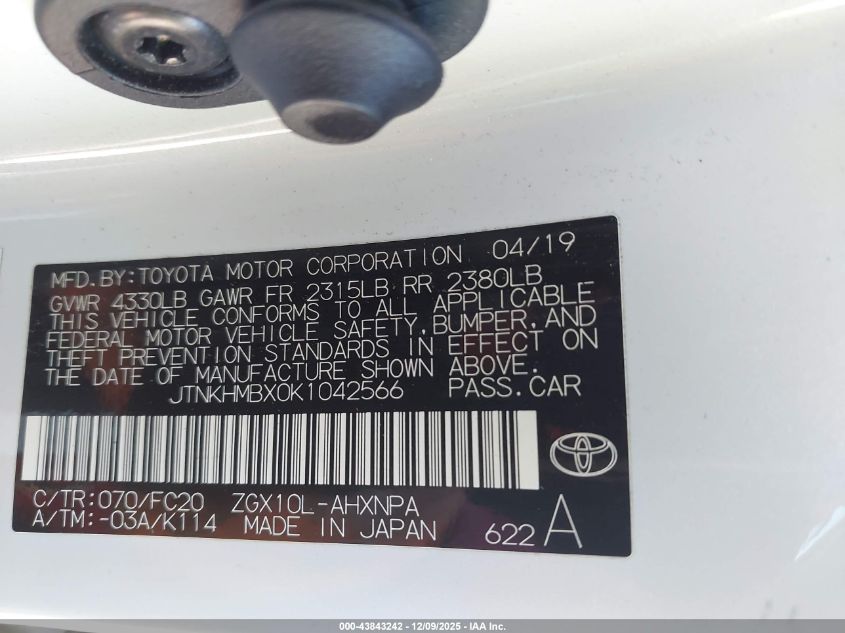 MFD.BY:TOYOTA MOTOR CORPORATION 04/19
GVWR 4330LB GAWR FR 2315LB RR 2380LB
THIS VEHICLE CONFORMS TO ALL APPLICABLE
FEDERAL MOTOR VEHICLE SAFETY,BUMPER,AND
THEFT PREVENTION STANDARDS IN EFFECT ON
THE DATE OF MANUFACTURE SHOWN ABOVE.
JTNKHMBX0K1042566 PASS.CAR
C/TR:070/FC20 ZGX10L-AHXNPA
A/TM:-03A/K114 MADE IN JAPAN 622 A
000-43843242 - 12/09/2025 - IAA Inc.